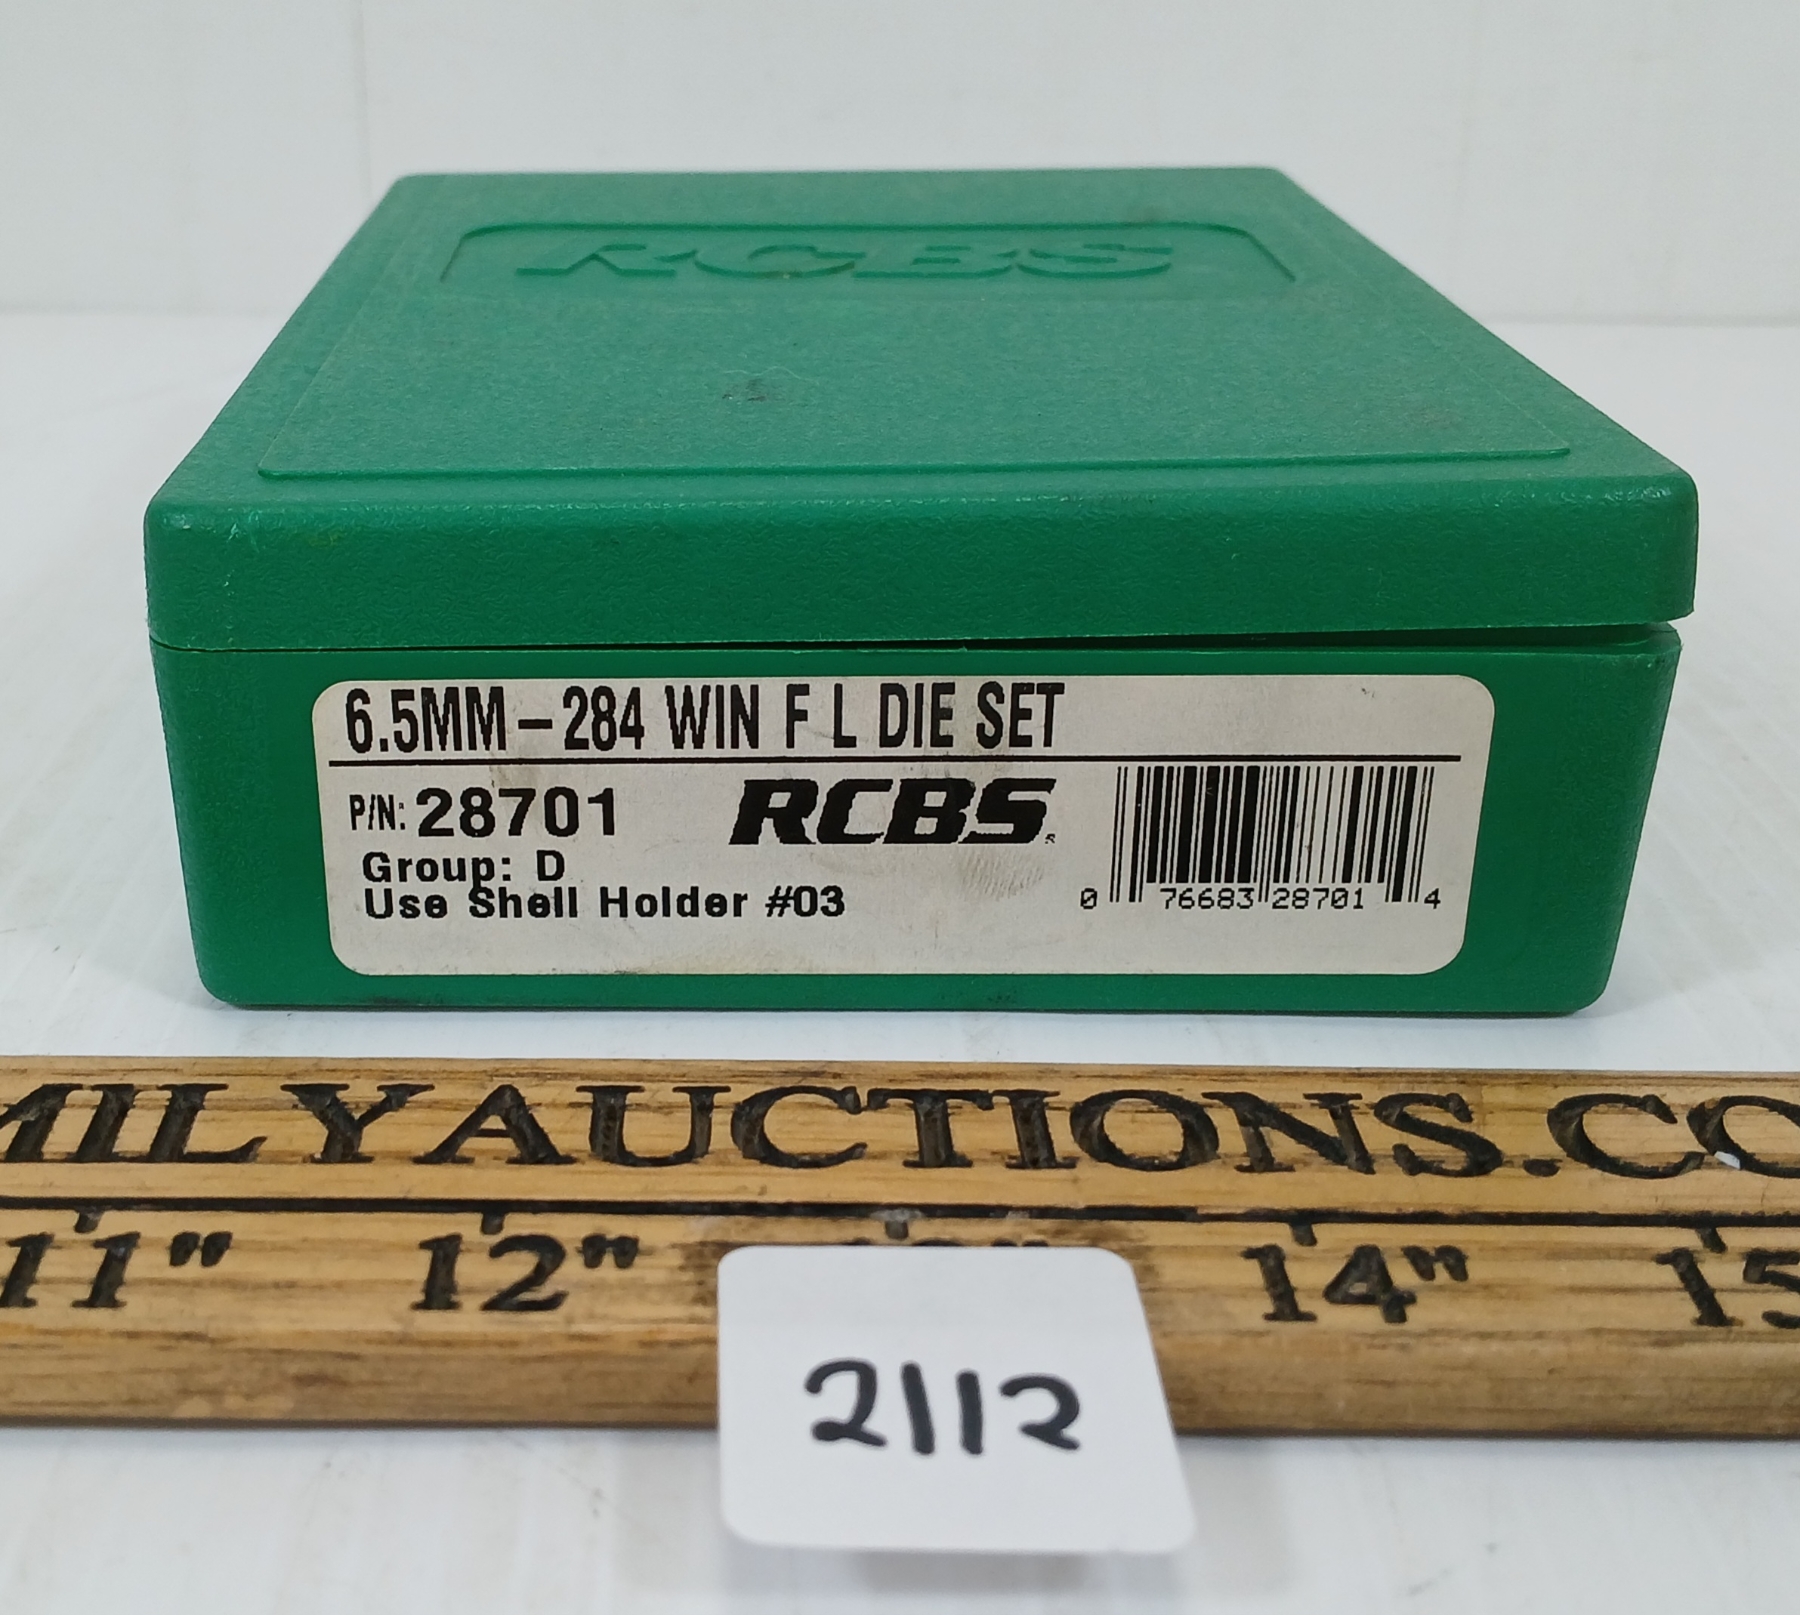 RCBS
6.5MM-284 WIN F L DIE SET
P/N: 28701
RCBS
Group: D
Use Shell Holder #03
0 76683 28701 4
MILYAUCTIONS.CO
11" 12" 14" 15
2112